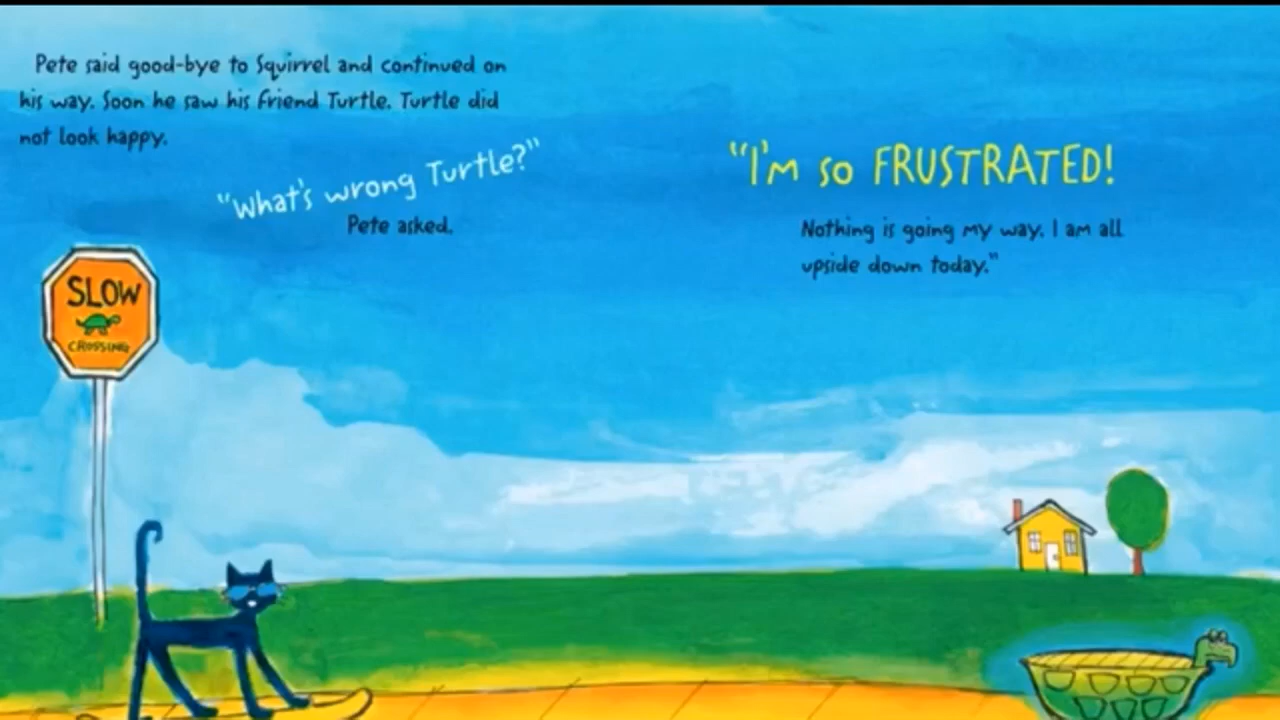 Pete said good-bye to Squirrel and continued on
his way. Soon he saw his friend Turtle. Turtle did
not look happy.
"What's wrong Turtle?"
Pete asked.
"I'm so FRUSTRATED!
Nothing is going my way. I am all
upside down today."
SLOW
CROSSING